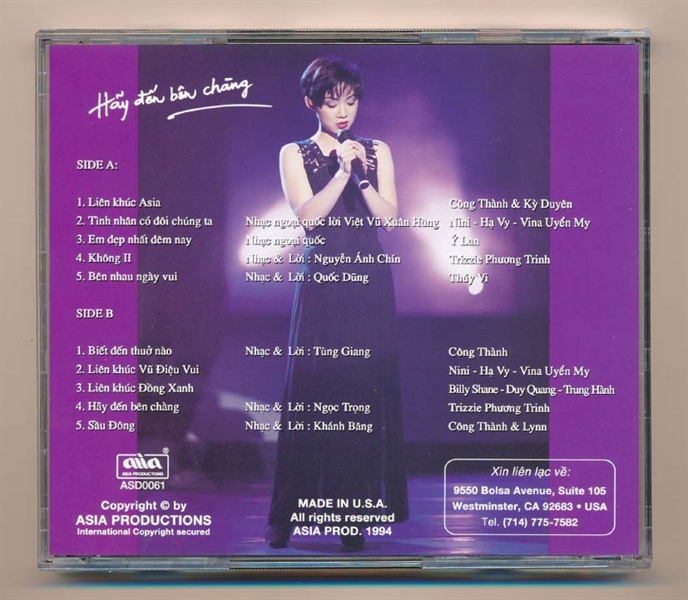 Hãy đến bên chàng
SIDE A:
1. Liên khúc Asia Công Thành & Kỳ Duyên
2. Tình nhân có đôi chúng ta Nhạc ngoại quốc lời Việt Vũ Xuân Hùng Nini - Hạ Vy - Vina Uyển My
3. Em đẹp nhất đêm nay Nhạc ngoại quốc Ý Lan
4. Không II Nhạc & Lời : Nguyễn Ánh Chín Trizzie Phương Trinh
5. Bên nhau ngày vui Nhạc & Lời : Quốc Dũng Thúy Vi
SIDE B
1. Biết đến thuở nào Nhạc & Lời : Tùng Giang Công Thành
2. Liên khúc Vũ Điệu Vui Nini - Hạ Vy - Vina Uyển My
3. Liên khúc Đồng Xanh Billy Shane - Duy Quang - Trung Hành
4. Hãy đến bên chàng Nhạc & Lời : Ngọc Trọng Trizzie Phương Trinh
5. Sầu Đông Nhạc & Lời : Khánh Băng Công Thành & Lynn
asia ®
ASIA PRODUCTIONS
ASD0061
Copyright © by
ASIA PRODUCTIONS
International Copyright secured
MADE IN U.S.A.
All rights reserved
ASIA PROD. 1994
Xin liên lạc về:
9550 Bolsa Avenue, Suite 105
Westminster, CA 92683 • USA
Tel. (714) 775-7582